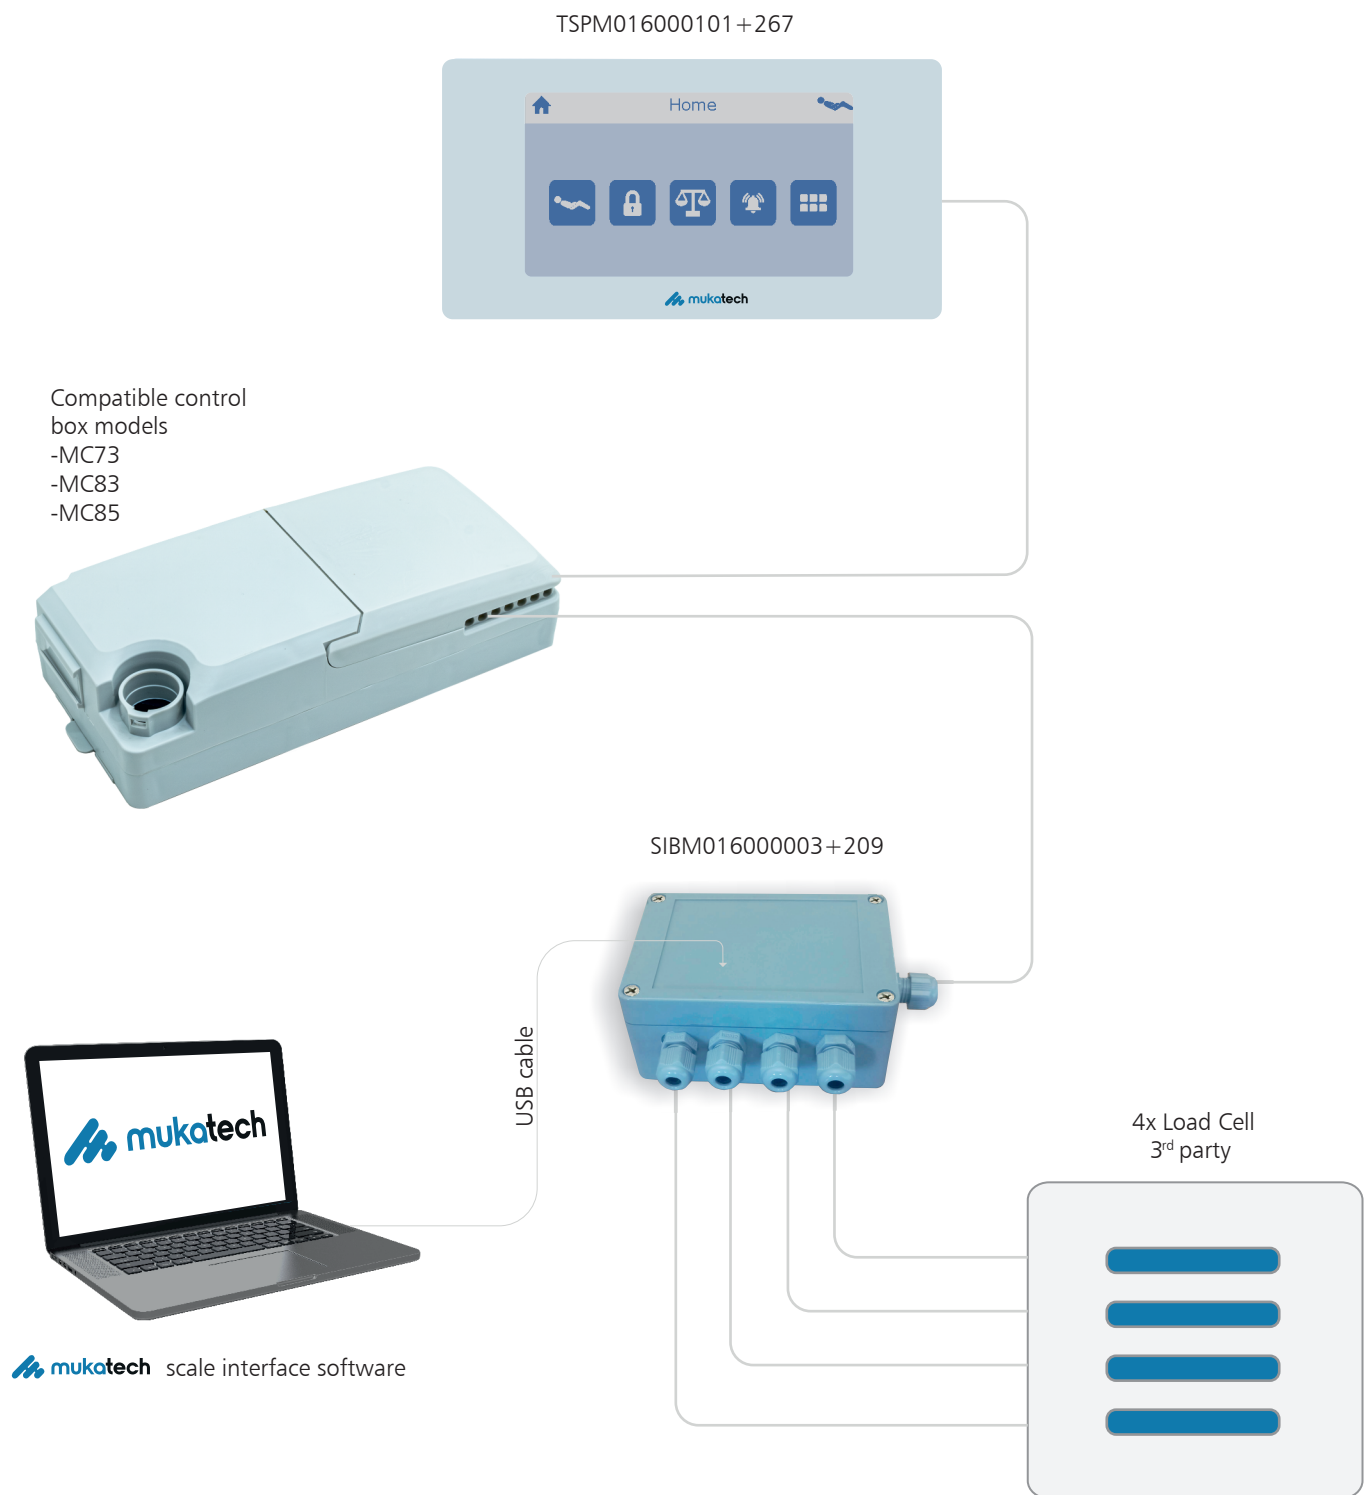 TSPM016000101+267
Home
mukatech
Compatible control
box models
-MC73
-MC83
-MC85
SIBM016000003+209
USB cable
mukatech
4x Load Cell
3rd party
mukatech scale interface software